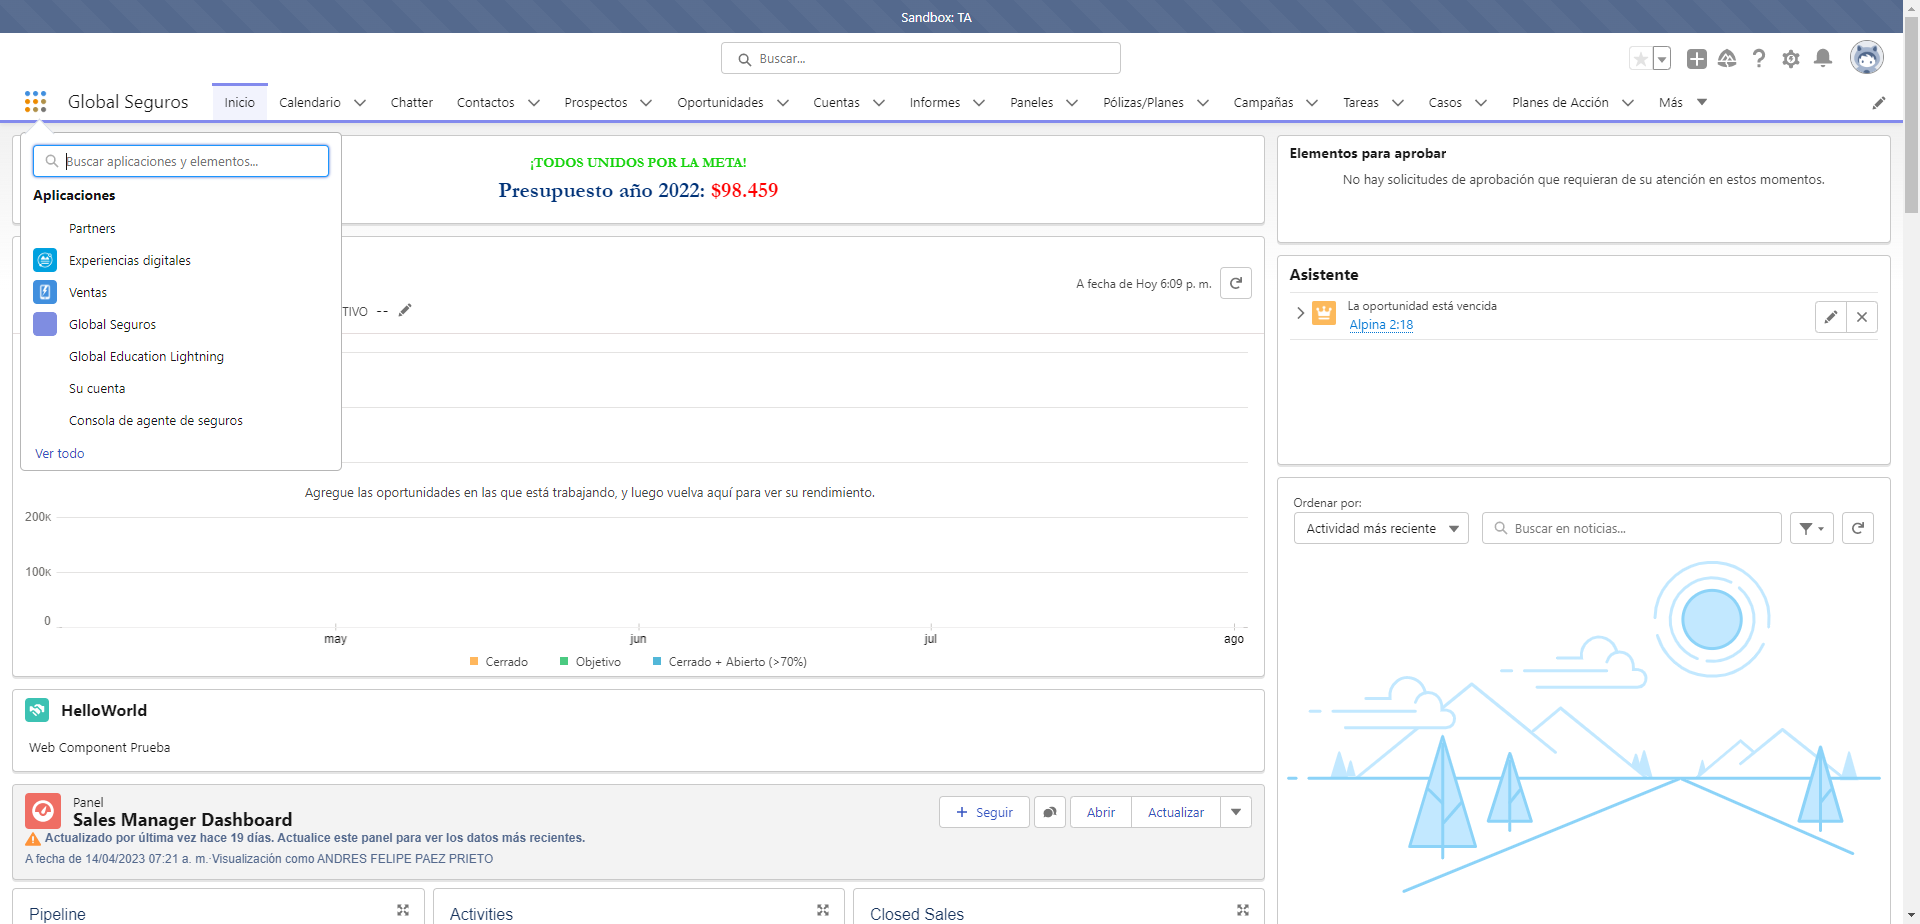 Sandbox: TA
Buscar...
Global Seguros
Inicio
Calendario
Chatter
Contactos
Prospectos
Oportunidades
Cuentas
Informes
Paneles
Pólizas/Planes
Campañas
Tareas
Casos
Planes de Acción
Más
Buscar aplicaciones y elementos...
Aplicaciones
Partners
Experiencias digitales
Ventas
Global Seguros
Global Education Lightning
Su cuenta
Consola de agente de seguros
Ver todo
¡TODOS UNIDOS POR LA META!
Presupuesto año 2022: $98.459
A fecha de Hoy 6:09 p. m.
TIVO --
Agregue las oportunidades en las que está trabajando, y luego vuelva aquí para ver su rendimiento.
200K
100K
0
may
jun
jul
ago
Cerrado
Objetivo
Cerrado + Abierto (>70%)
HelloWorld
Web Component Prueba
Panel
Sales Manager Dashboard
Actualizado por última vez hace 19 días. Actualice este panel para ver los datos más recientes.
A fecha de 14/04/2023 07:21 a. m.·Visualización como ANDRES FELIPE PAEZ PRIETO
Seguir
Abrir
Actualizar
Pipeline
Activities
Closed Sales
Elementos para aprobar
No hay solicitudes de aprobación que requieran de su atención en estos momentos.
Asistente
La oportunidad está vencida
Alpina 2:18
Ordenar por:
Actividad más reciente
Buscar en noticias...